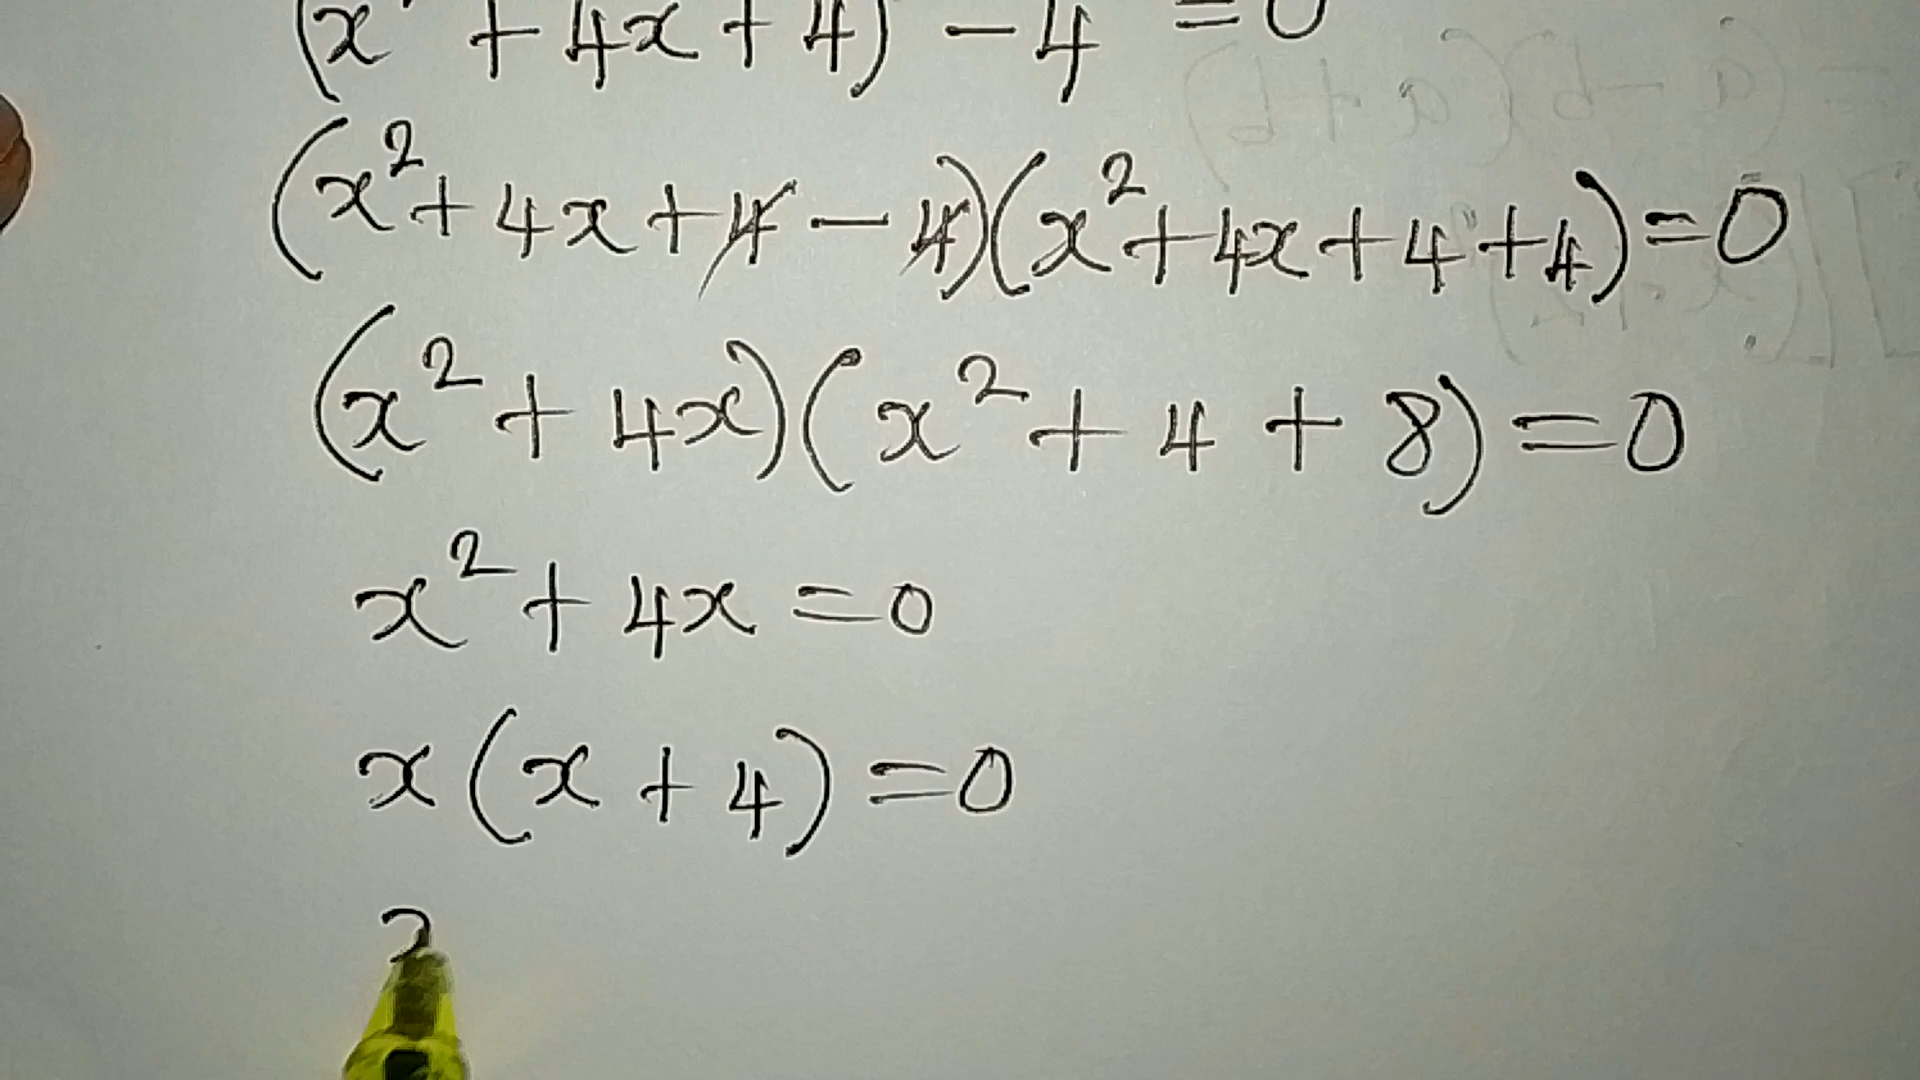 (x² + 4x + 4)² - 4² = 0
(x² + 4x + 4 - 4)(x² + 4x + 4 + 4) = 0
(x² + 4x)(x² + 4 + 8) = 0
x² + 4x = 0
x(x + 4) = 0